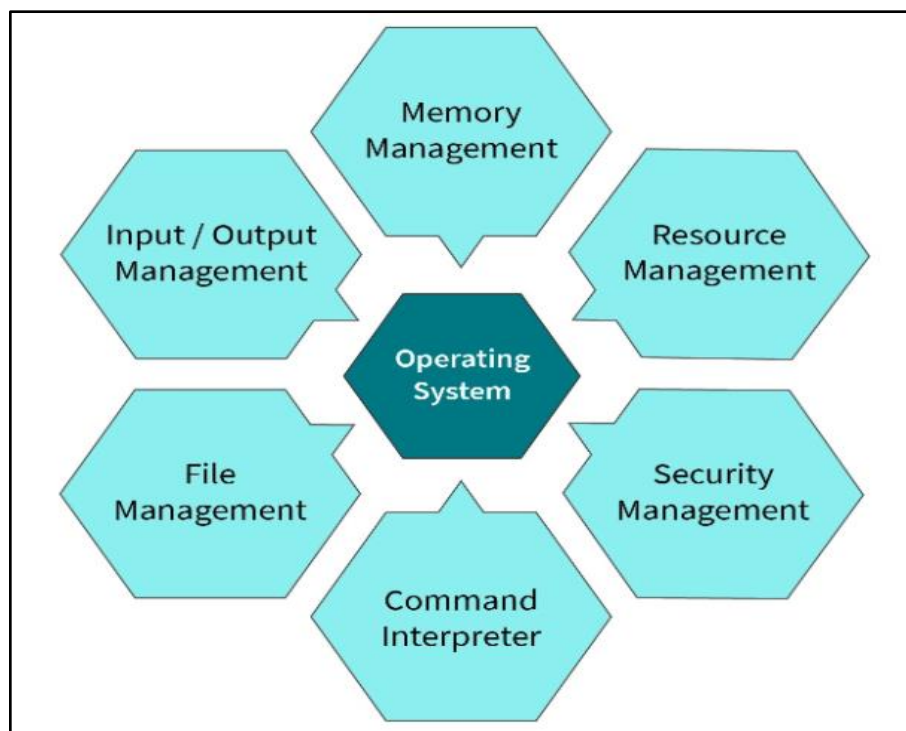 Memory
Management
Input / Output
Management
Resource
Management
Operating
System
File
Management
Security
Management
Command
Interpreter